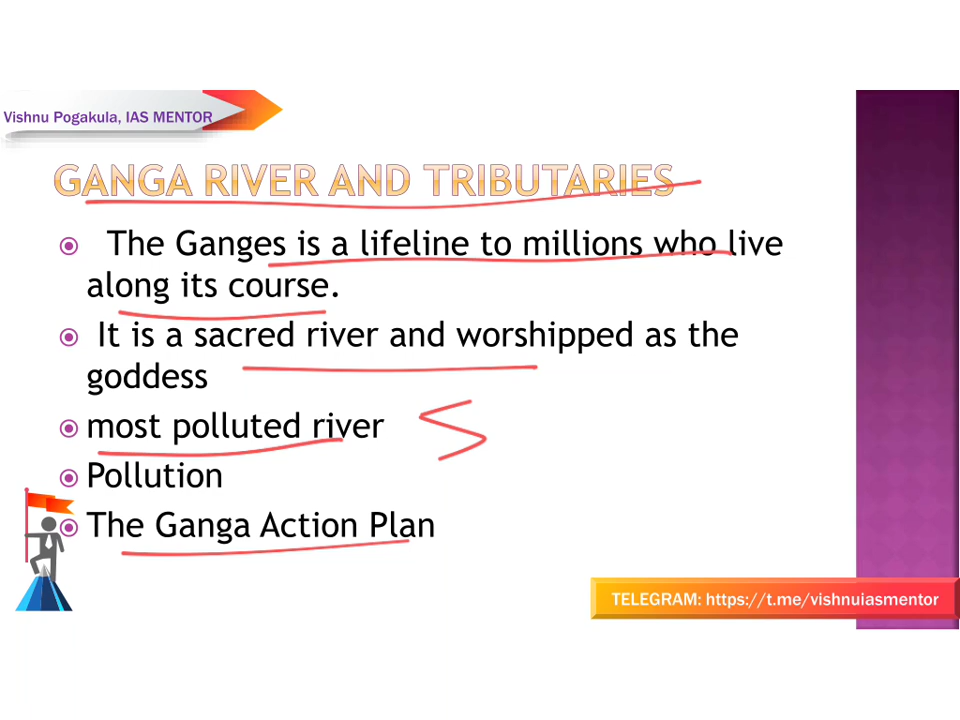 Vishnu Pogakula, IAS MENTOR
GANGA RIVER AND TRIBUTARIES
The Ganges is a lifeline to millions who live
along its course.
It is a sacred river and worshipped as the
goddess
most polluted river
Pollution
The Ganga Action Plan
TELEGRAM: https://t.me/vishnuiasmentor